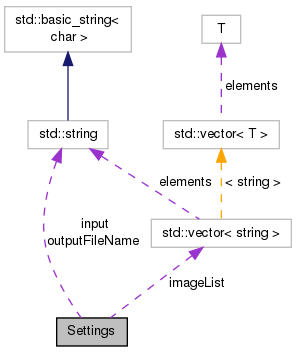 std::basic_string<
char >
T
elements
std::string
std::vector< T >
elements
< string >
input
outputFileName
std::vector< string >
imageList
Settings